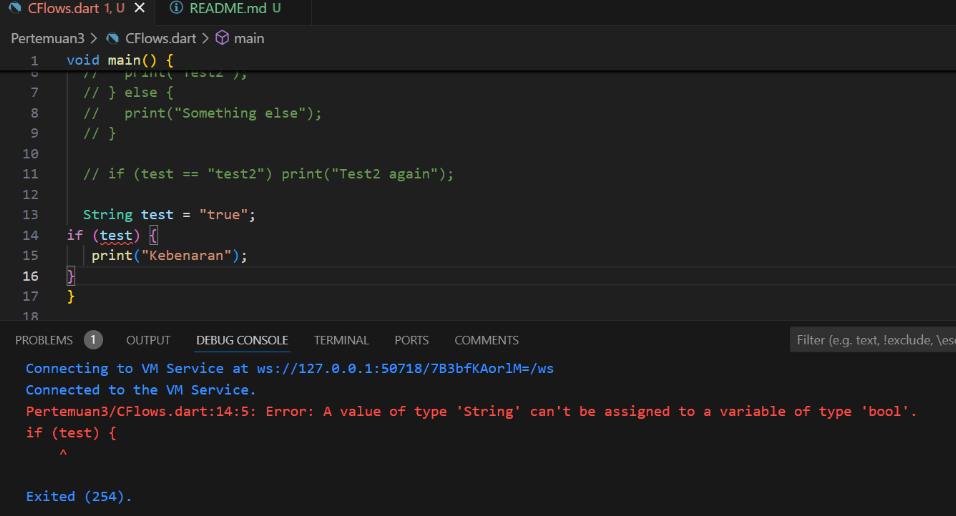 CFlows.dart 1, U
README.md U
Pertemuan3 > CFlows.dart > main
1 void main() {
7 // } else {
8 //   print("Something else");
9 // }
10
11 // if (test == "test2") print("Test2 again");
12
13 String test = "true";
14 if (test) {
15 print("Kebenaran");
16 }
17 }
18
PROBLEMS 1 OUTPUT DEBUG CONSOLE TERMINAL PORTS COMMENTS Filter (e.g. text, !exclude, \esc
Connecting to VM Service at ws://127.0.0.1:50718/7B3bfKAorlM=/ws
Connected to the VM Service.
Pertemuan3/CFlows.dart:14:5: Error: A value of type 'String' can't be assigned to a variable of type 'bool'.
if (test) {
^
Exited (254).